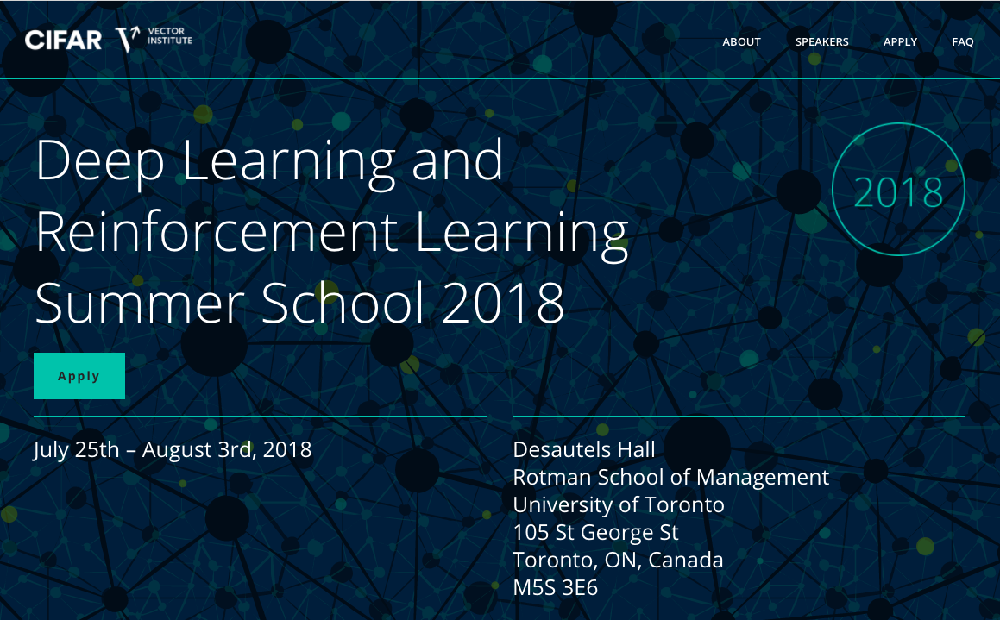 CIFAR
VECTOR
INSTITUTE
ABOUT
SPEAKERS
APPLY
FAQ
Deep Learning and
Reinforcement Learning
Summer School 2018
2018
Apply
July 25th – August 3rd, 2018
Desautels Hall
Rotman School of Management
University of Toronto
105 St George St
Toronto, ON, Canada
M5S 3E6